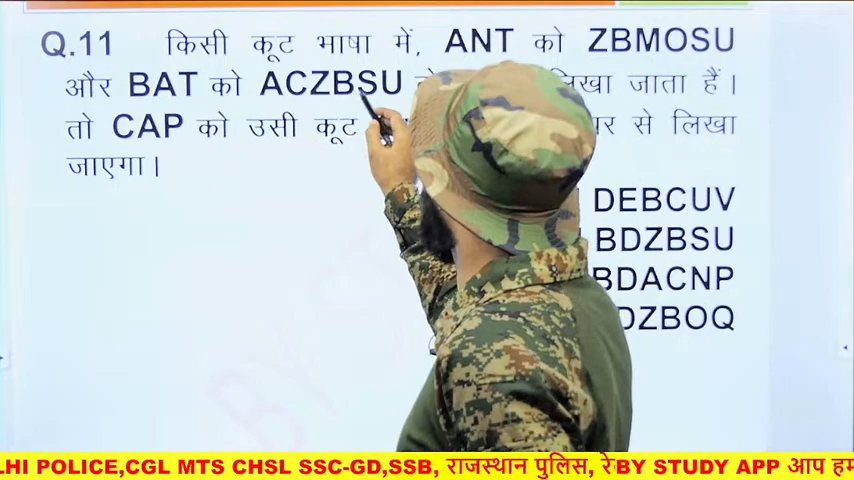 Q.11 किसी कूट भाषा में, ANT को ZBMOSU
और BAT को ACZBSU लिखा जाता हैं।
तो CAP को उसी कूट से लिखा
जाएगा।
DEBCUV
BDZBSU
BDACNP
DZBOQ
LHI POLICE,CGL MTS CHSL SSC-GD,SSB, राजस्थान पुलिस, रे BY STUDY APP आप हम